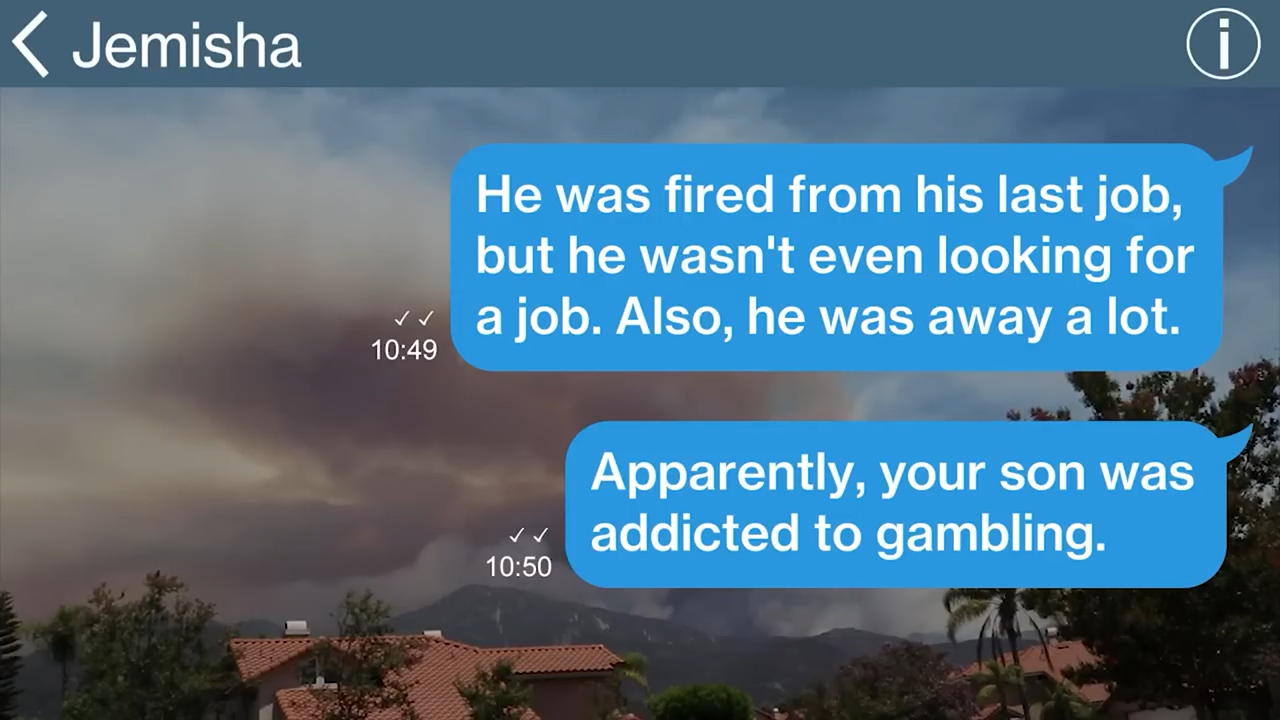 Jemisha
He was fired from his last job,
but he wasn't even looking for
a job. Also, he was away a lot.
10:49
Apparently, your son was
addicted to gambling.
10:50